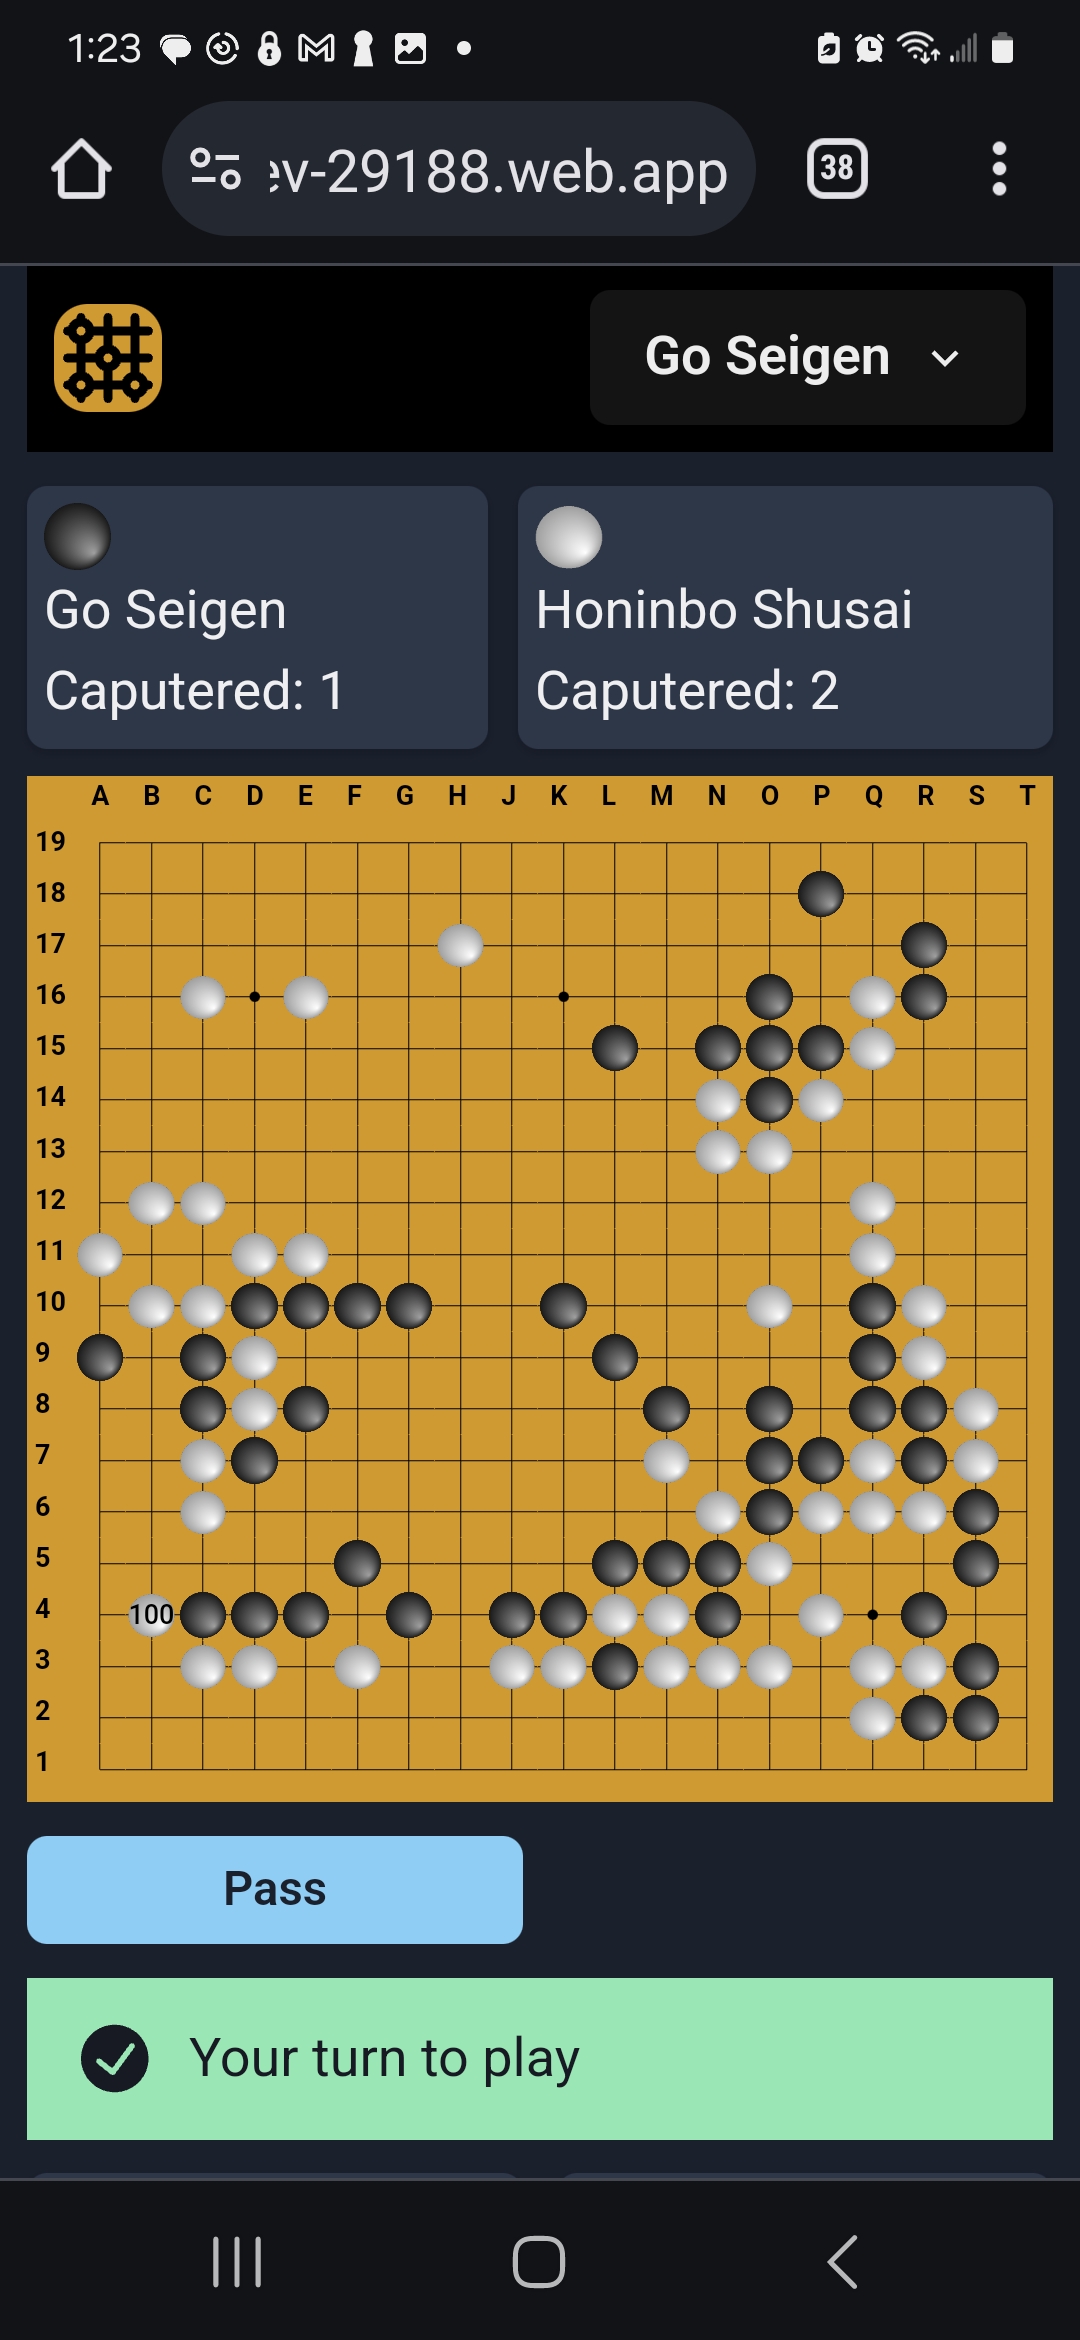 1:23
ev-29188.web.app
38
Go Seigen
Go Seigen
Caputered: 1
Honinbo Shusai
Caputered: 2
A B C D E F G H J K L M N O P Q R S T
19
18
17
16
15
14
13
12
11
10
9
8
7
6
5
4
100
3
2
1
Pass
Your turn to play